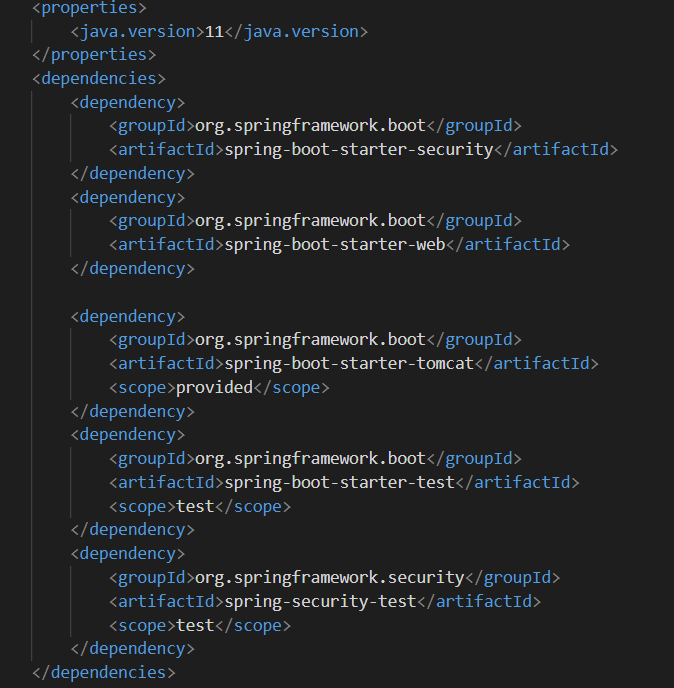 <properties>
<java.version>11</java.version>
</properties>
<dependencies>
<dependency>
<groupId>org.springframework.boot</groupId>
<artifactId>spring-boot-starter-security</artifactId>
</dependency>
<dependency>
<groupId>org.springframework.boot</groupId>
<artifactId>spring-boot-starter-web</artifactId>
</dependency>
<dependency>
<groupId>org.springframework.boot</groupId>
<artifactId>spring-boot-starter-tomcat</artifactId>
<scope>provided</scope>
</dependency>
<dependency>
<groupId>org.springframework.boot</groupId>
<artifactId>spring-boot-starter-test</artifactId>
<scope>test</scope>
</dependency>
<dependency>
<groupId>org.springframework.security</groupId>
<artifactId>spring-security-test</artifactId>
<scope>test</scope>
</dependency>
</dependencies>